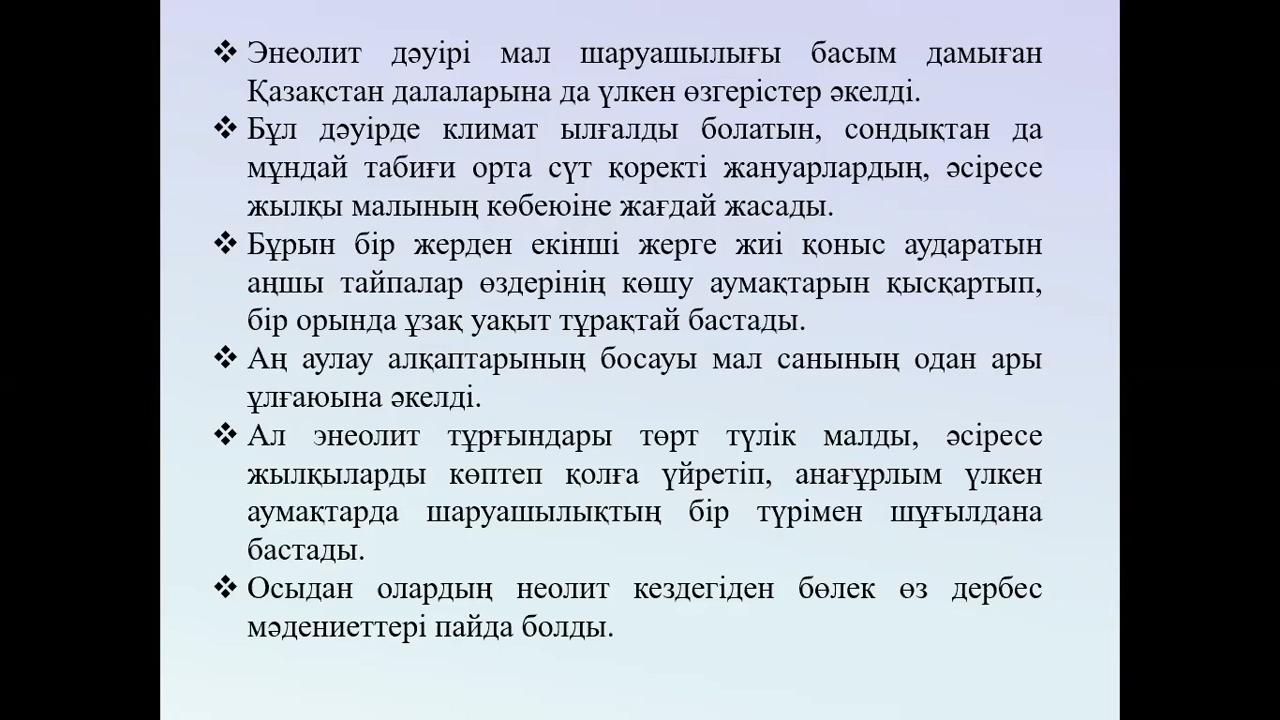 ❖ Энеолит дәуірі мал шаруашылығы басым дамыған
Қазақстан далаларына да үлкен өзгерістер әкелді.
❖ Бұл дәуірде климат ылғалды болатын, сондықтан да
мұндай табиғи орта сүт қоректі жануарлардың, әсіресе
жылқы малының көбеюіне жағдай жасады.
❖ Бұрын бір жерден екінші жерге жиі қоныс аударатын
аңшы тайпалар өздерінің көшу аумақтарын қысқартып,
бір орында ұзақ уақыт тұрақтай бастады.
❖ Аң аулау алқаптарының босауы мал санының одан ары
ұлғаюына әкелді.
❖ Ал энеолит тұрғындары төрт түлік малды, әсіресе
жылқыларды көптеп қолға үйретіп, анағұрлым үлкен
аумақтарда шаруашылықтың бір түрімен шұғылдана
бастады.
❖ Осыдан олардың неолит кездегіден бөлек өз дербес
мәдениеттері пайда болды.